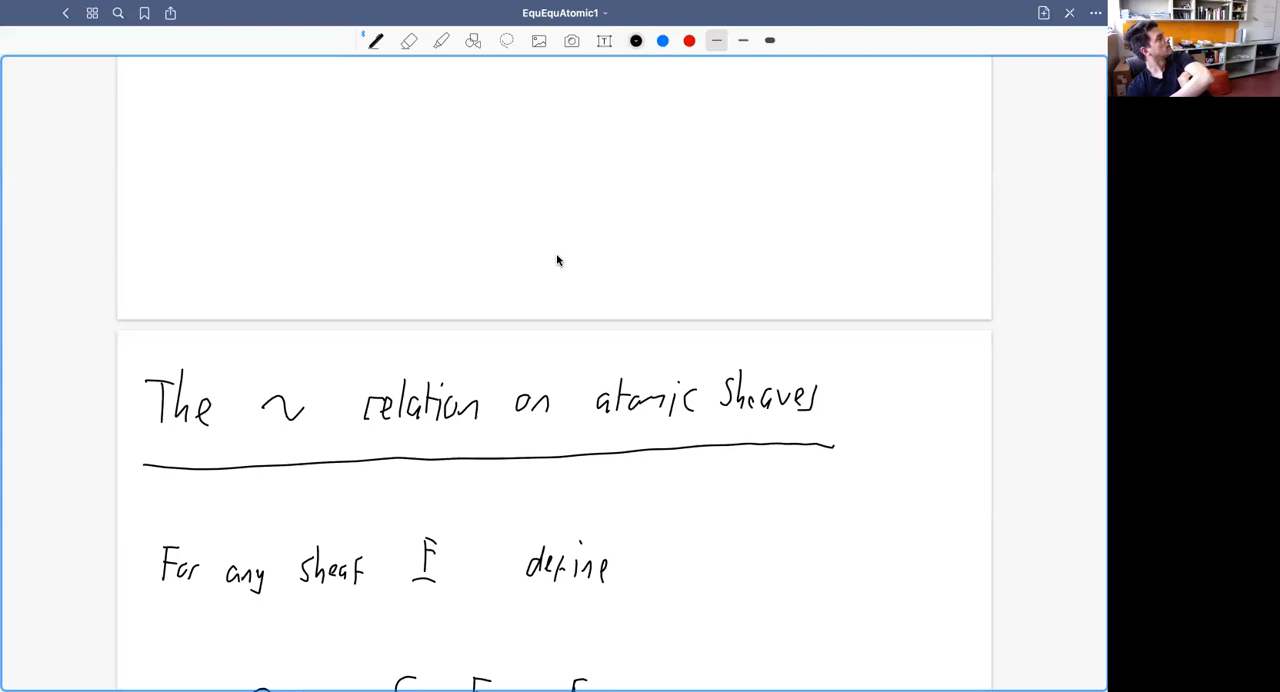 EquEquAtomic1
The ~ relation on atomic sheaves
For any sheaf F define